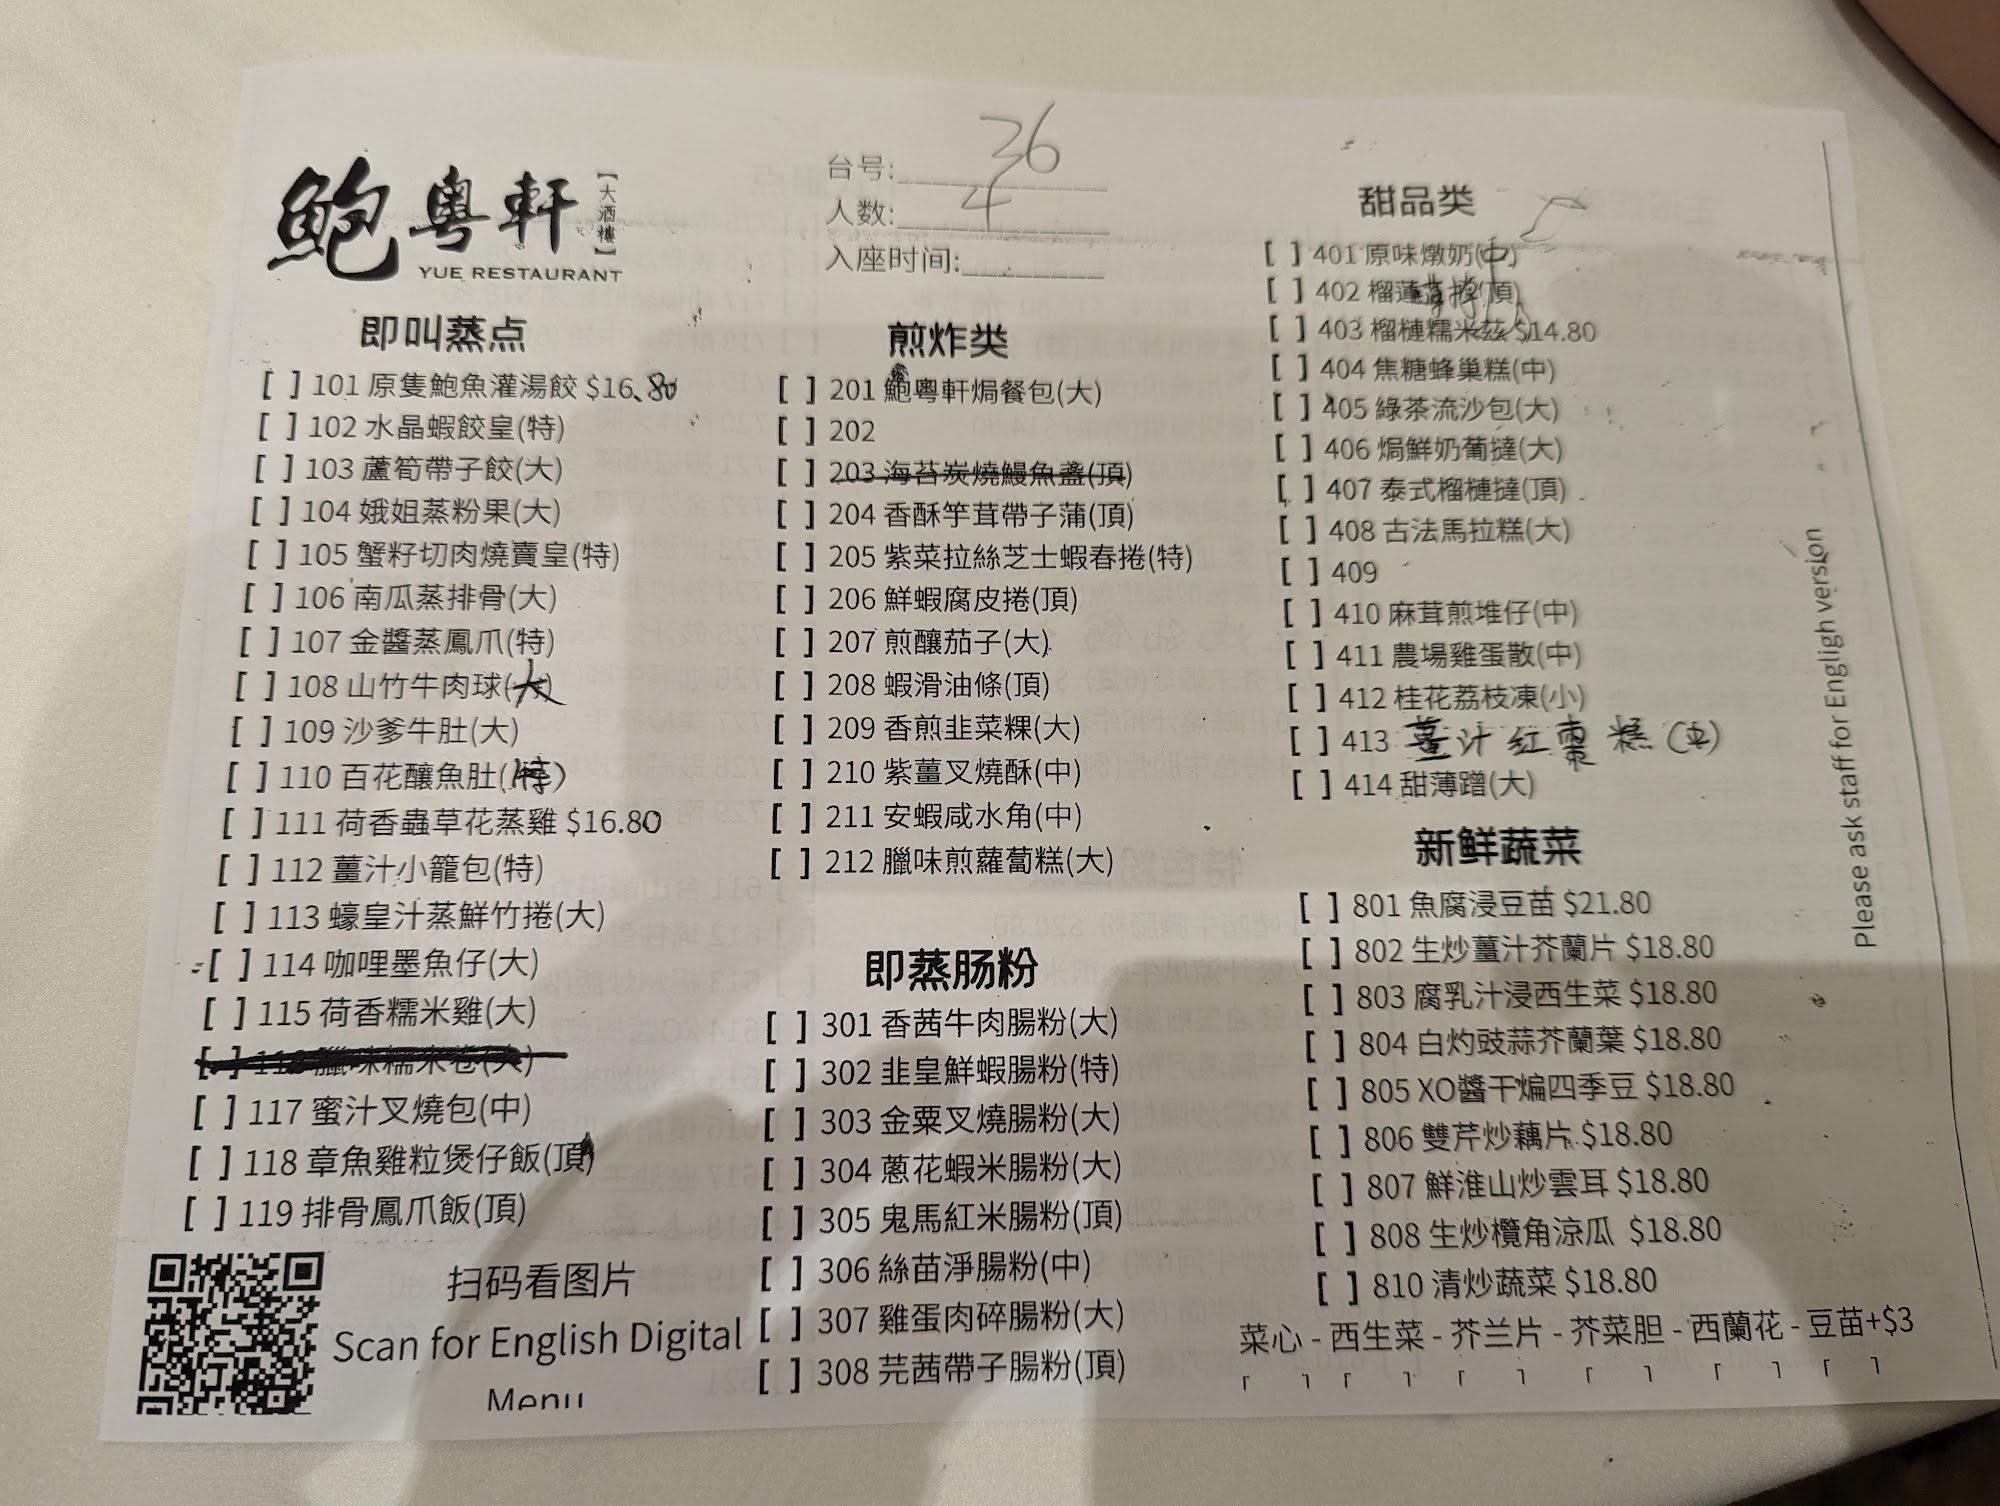 鮑粵軒
【大酒樓】
YUE RESTAURANT
台号:36
人数:4
入座时间:
即叫蒸点
[ ] 101 原隻鮑魚灌湯餃 $16.80
[ ] 102 水晶蝦餃皇(特)
[ ] 103 蘆筍帶子餃(大)
[ ] 104 娥姐蒸粉果(大)
[ ] 105 蟹籽切肉燒賣皇(特)
[ ] 106 南瓜蒸排骨(大)
[ ] 107 金醬蒸鳳爪(特)
[ ] 108 山竹牛肉球(大)
[ ] 109 沙爹牛肚(大)
[ ] 110 百花釀魚肚(特)
[ ] 111 荷香蟲草花蒸雞 $16.80
[ ] 112 薑汁小籠包(特)
[ ] 113 蠔皇汁蒸鮮竹捲(大)
[ ] 114 咖哩墨魚仔(大)
[ ] 115 荷香糯米雞(大)
[ ] 116 臘味糯米卷(大)
[ ] 117 蜜汁叉燒包(中)
[ ] 118 章魚雞粒煲仔飯(頂)
[ ] 119 排骨鳳爪飯(頂)
扫码看图片
Scan for English Digital
Menu
煎炸类
[ ] 201 鮑粵軒焗餐包(大)
[ ] 202
[ ] 203 海苔炭燒鰻魚盞(頂)
[ ] 204 香酥竽茸帶子蒲(頂)
[ ] 205 紫菜拉絲芝士蝦春捲(特)
[ ] 206 鮮蝦腐皮捲(頂)
[ ] 207 煎釀茄子(大)
[ ] 208 蝦滑油條(頂)
[ ] 209 香煎韭菜粿(大)
[ ] 210 紫薑叉燒酥(中)
[ ] 211 安蝦咸水角(中)
[ ] 212 臘味煎蘿蔔糕(大)
即蒸肠粉
[ ] 301 香茜牛肉腸粉(大)
[ ] 302 韭皇鮮蝦腸粉(特)
[ ] 303 金粟叉燒腸粉(大)
[ ] 304 蔥花蝦米腸粉(大)
[ ] 305 鬼馬紅米腸粉(頂)
[ ] 306 絲苗淨腸粉(中)
[ ] 307 雞蛋肉碎腸粉(大)
[ ] 308 芫茜帶子腸粉(頂)
甜品类
[ ] 401 原味燉奶(中)
[ ] 402 榴蓮(頂)
[ ] 403 榴槤糯米茲 $14.80
[ ] 404 焦糖蜂巢糕(中)
[ ] 405 綠茶流沙包(大)
[ ] 406 焗鮮奶葡撻(大)
[ ] 407 泰式榴槤撻(頂)
[ ] 408 古法馬拉糕(大)
[ ] 409
[ ] 410 麻茸煎堆仔(中)
[ ] 411 農場雞蛋散(中)
[ ] 412 桂花荔枝凍(小)
[ ] 413 薑汁红棗糕(中)
[ ] 414 甜薄蹭(大)
新鲜蔬菜
[ ] 801 魚腐浸豆苗 $21.80
[ ] 802 生炒薑汁芥蘭片 $18.80
[ ] 803 腐乳汁浸西生菜 $18.80
[ ] 804 白灼豉蒜芥蘭葉 $18.80
[ ] 805 XO醬干煸四季豆 $18.80
[ ] 806 雙芹炒藕片 $18.80
[ ] 807 鮮淮山炒雲耳 $18.80
[ ] 808 生炒欖角涼瓜 $18.80
[ ] 810 清炒蔬菜 $18.80
菜心 - 西生菜 - 芥兰片 - 芥菜胆 - 西蘭花 - 豆苗+$3
Please ask staff for Engligh version